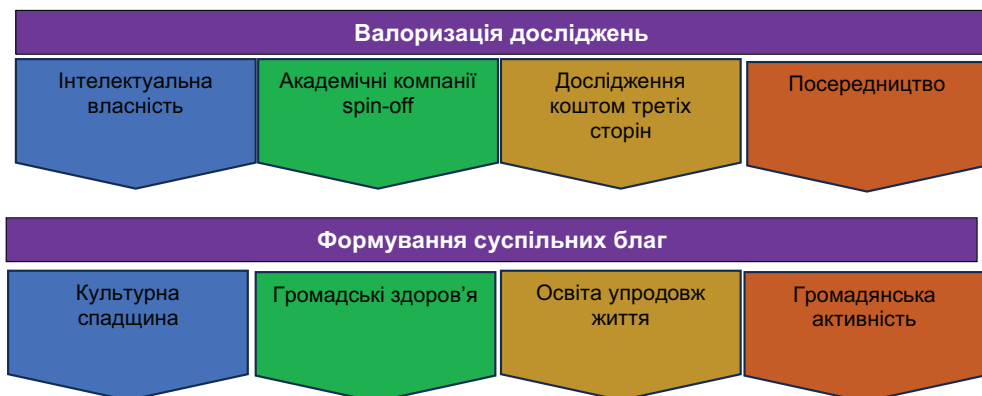 Валоризація досліджень
Інтелектуальна
власність
Академічні компанії
spin-off
Дослідження
коштом третіх
сторін
Посередництво
Формування суспільних благ
Культурна
спадщина
Громадські здоров’я
Освіта упродовж
життя
Громадянська
активність